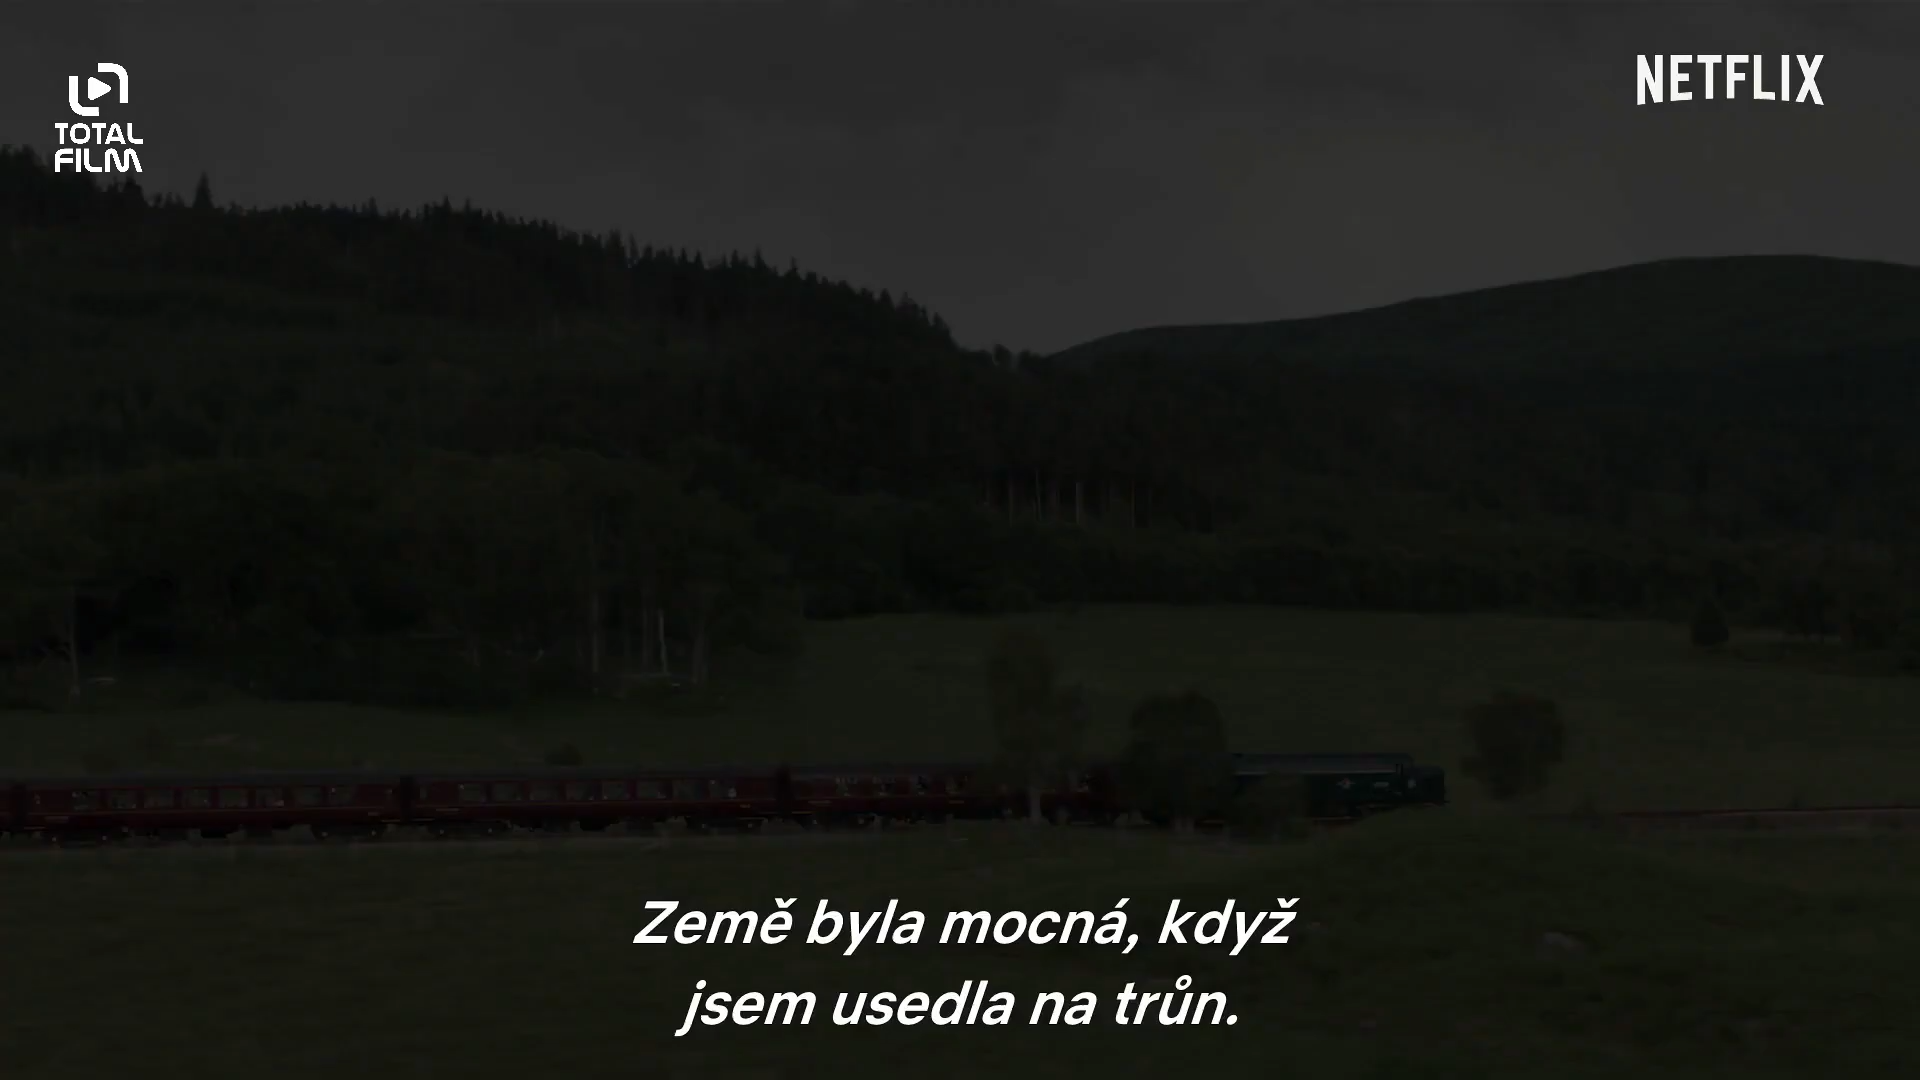 TOTAL
FILM
NETFLIX
Země byla mocná, když
jsem usedla na trůn.